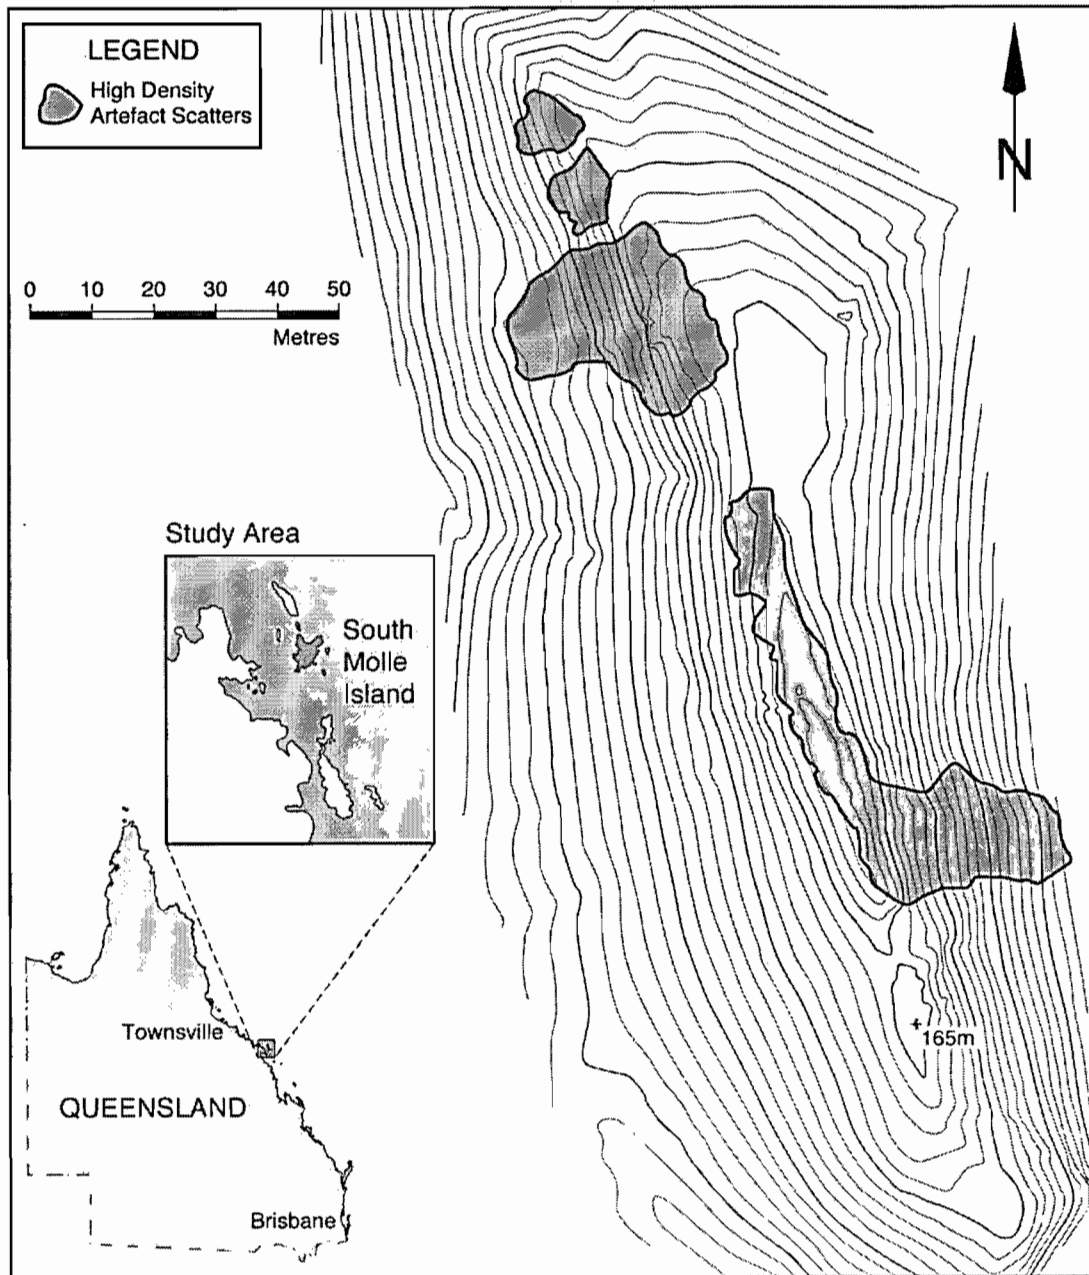 LEGEND
High Density
Artefact Scatters
N
0 10 20 30 40 50
Metres
Study Area
South
Molle
Island
165m
Townsville
QUEENSLAND
Brisbane